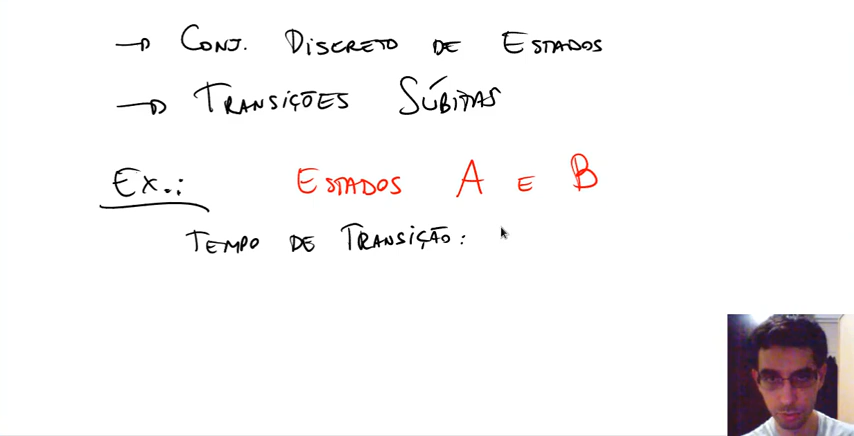 → CONJ. DISCRETO DE ESTADOS
→ TRANSIÇÕES SÚBITAS
EX.: ESTADOS A E B
TEMPO DE TRANSIÇÃO: